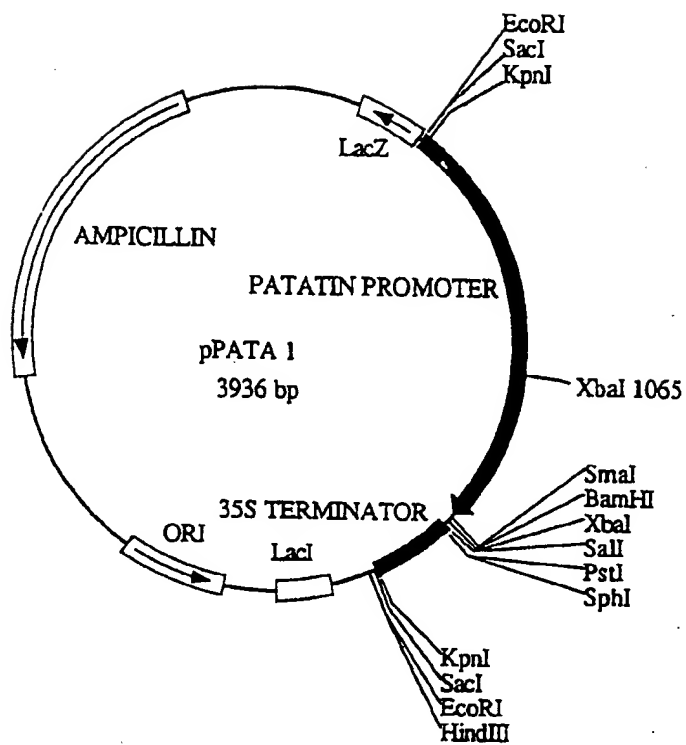 EcoRI
SacI
KpnI
LacZ
AMPICILLIN
PATATIN PROMOTER
pPATA 1
3936 bp
XbaI 1065
SmaI
BamHI
XbaI
SalI
PstI
SphI
35S TERMINATOR
ORI
LacI
KpnI
SacI
EcoRI
HindIII